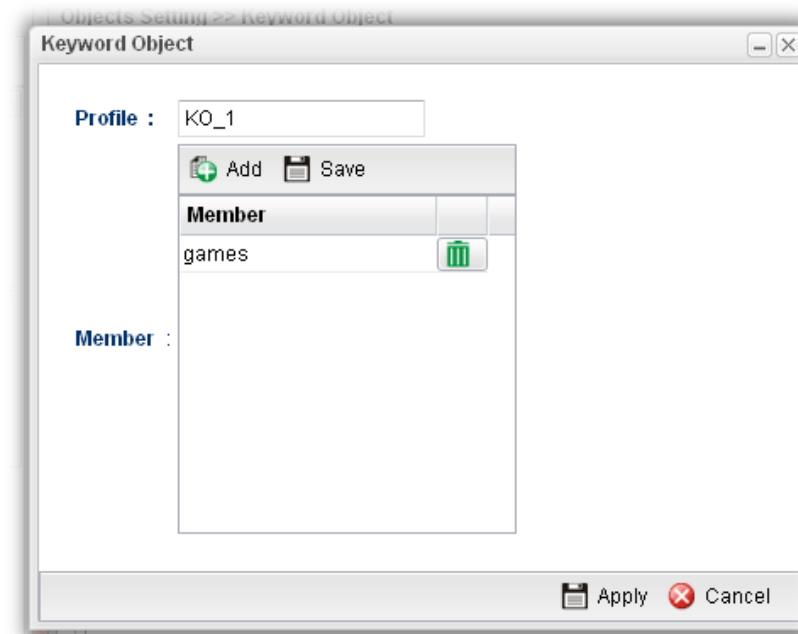 Objects Setting >> Keyword Object
Keyword Object
Profile : KO_1
Add Save
Member
games
Member :
Apply Cancel